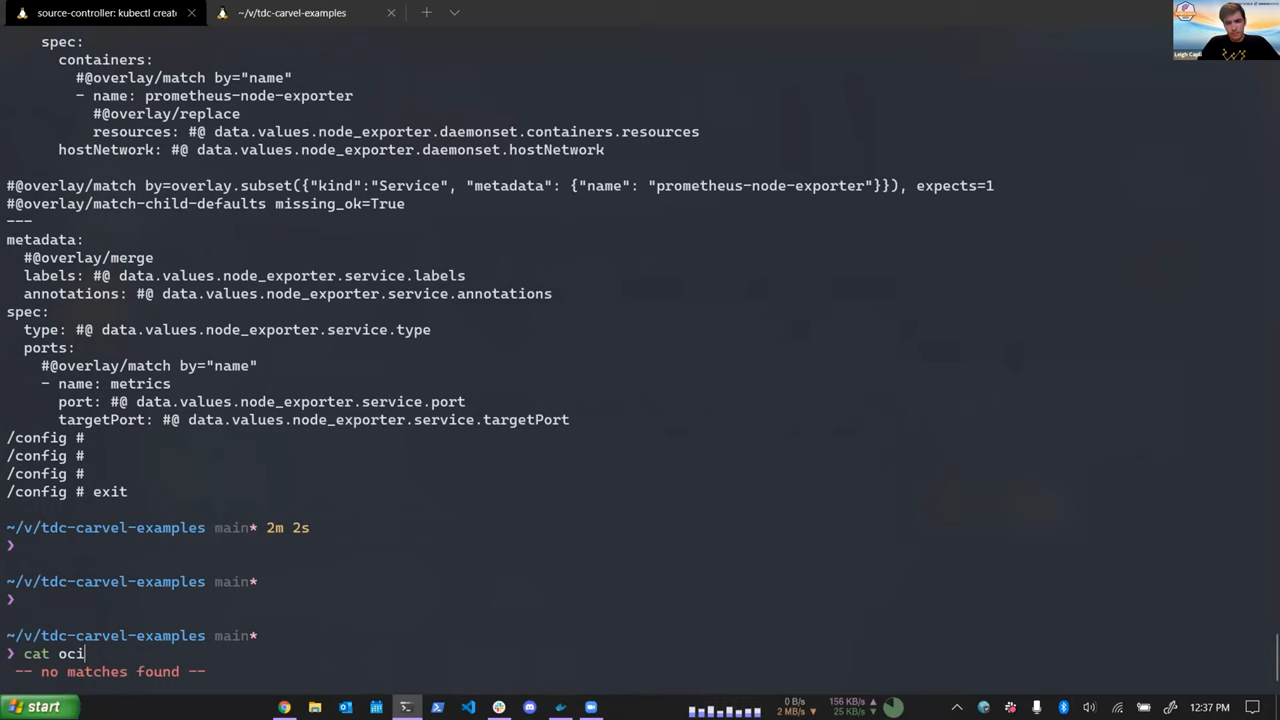 source-controller: kubectl create
~/v/tdc-carvel-examples
spec:
containers:
#@overlay/match by="name"
- name: prometheus-node-exporter
#@overlay/replace
resources: #@ data.values.node_exporter.daemonset.containers.resources
hostNetwork: #@ data.values.node_exporter.daemonset.hostNetwork
#@overlay/match by=overlay.subset({"kind":"Service", "metadata": {"name": "prometheus-node-exporter"}}), expects=1
#@overlay/match-child-defaults missing_ok=True
---
metadata:
#@overlay/merge
labels: #@ data.values.node_exporter.service.labels
annotations: #@ data.values.node_exporter.service.annotations
spec:
type: #@ data.values.node_exporter.service.type
ports:
#@overlay/match by="name"
- name: metrics
port: #@ data.values.node_exporter.service.port
targetPort: #@ data.values.node_exporter.service.targetPort
/config #
/config #
/config #
/config # exit
~/v/tdc-carvel-examples main* 2m 2s
❯
~/v/tdc-carvel-examples main*
❯
~/v/tdc-carvel-examples main*
❯ cat oci
-- no matches found --
start
0 B/s
2 MB/s
156 KB/s
25 KB/s
12:37 PM